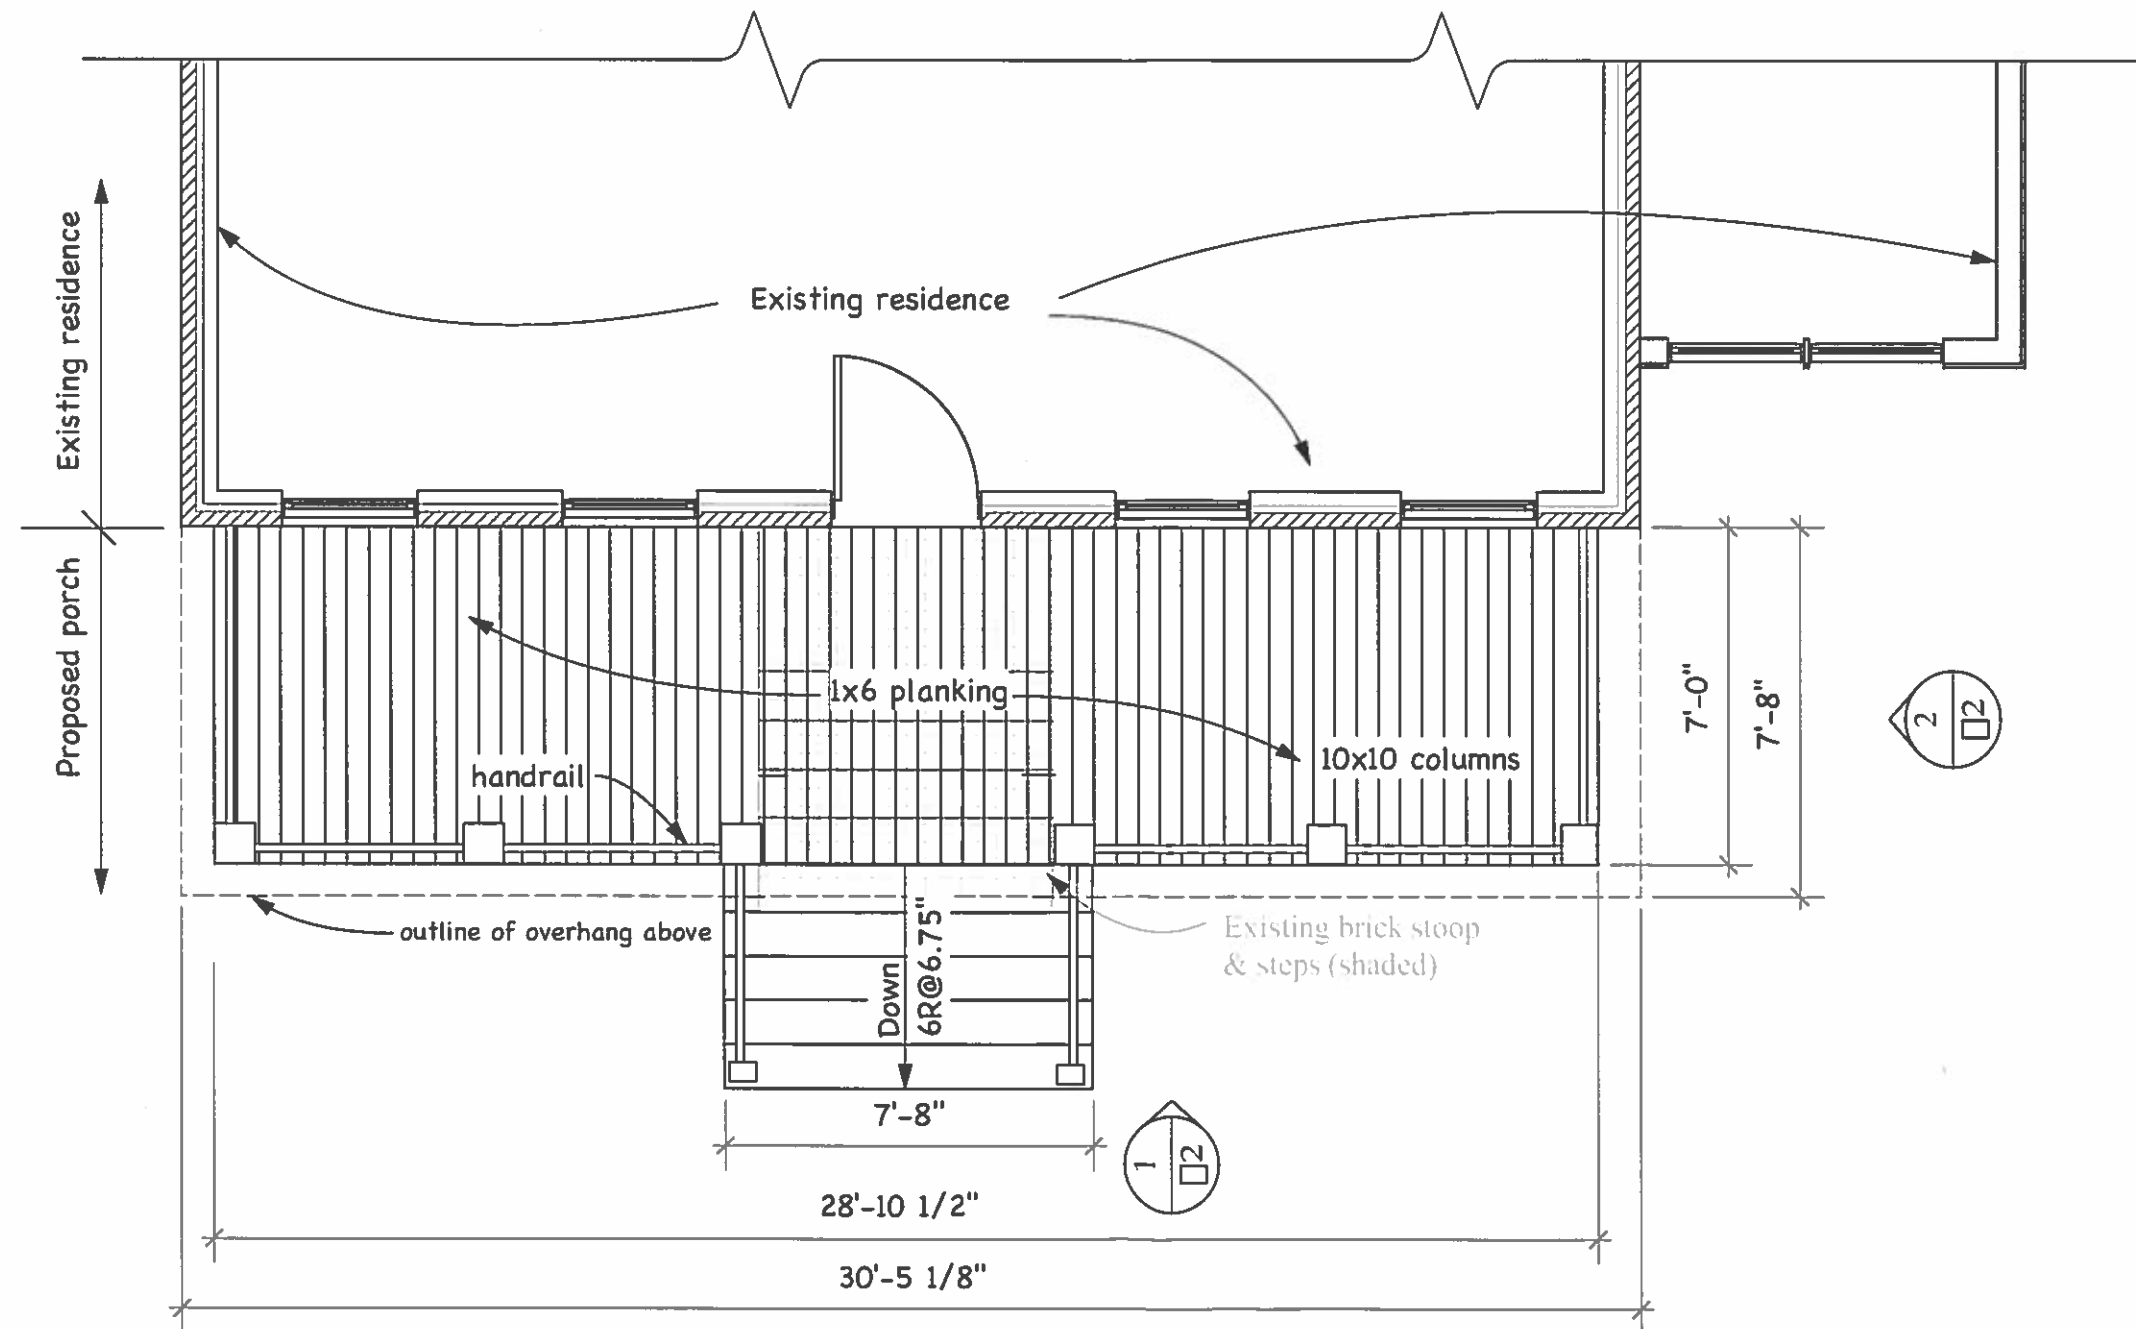 Existing residence
Existing residence
Proposed porch
1x6 planking
10x10 columns
handrail
7'-0"
7'-8"
2
2
outline of overhang above
Existing brick stoop
& steps (shaded)
Down
6R@6.75"
7'-8"
1
2
28'-10 1/2"
30'-5 1/8"